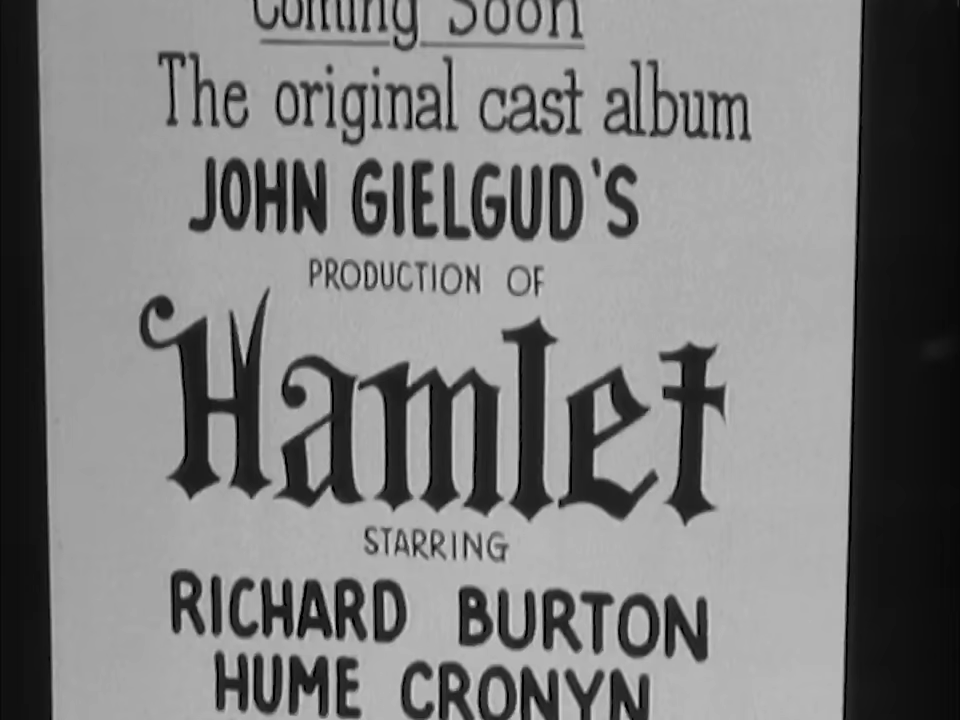 Coming Soon
The original cast album
JOHN GIELGUD'S
PRODUCTION OF
Hamlet
STARRING
RICHARD BURTON
HUME CRONYN